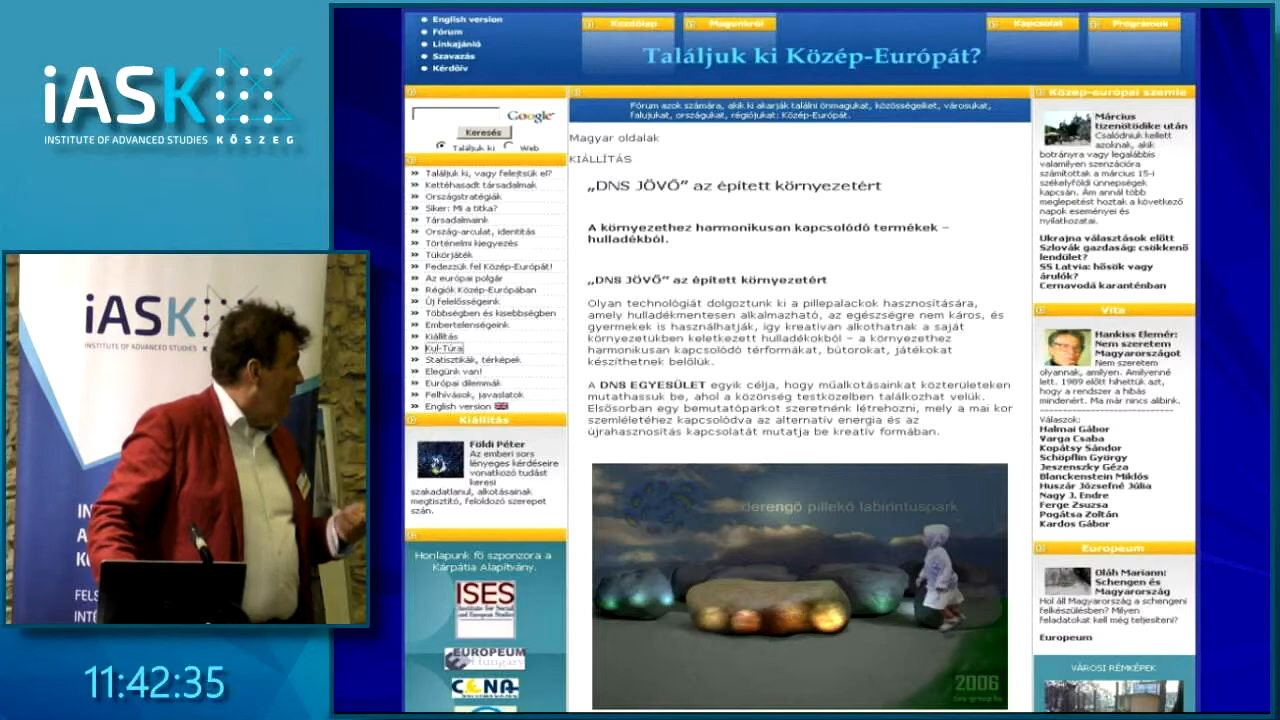 iASK
INSTITUTE OF ADVANCED STUDIES KŐSZEG
iASK
INSTITUTE OF ADVANCED STUDIES
FELS
INTÉ
11:42:35
English version
Fórum
Linkajánló
Szavazás
Kérdőív
Kezdőlap
Magunkról
Kapcsolat
Programok
Találjuk ki Közép-Európát?
Google
Keresés
Találjuk ki
Web
Találjuk ki, vagy felejtsük el?
Kettéhasadt társadalmak
Országstratégiák
Siker: Mi a titka?
Társadalmaink
Ország-arculat, identitás
Történelmi kiegyezés
Tükörjáték
Fedezzük fel Közép-Európát!
Az európai polgár
Régiók Közép-Európában
Új felelősségeink
Többségben és kisebbségben
Embertelenségeink
Kiállítás
Kul-Túra
Statisztikák, térképek
Elegünk van!
Európai dilemmák
Felhívások, javaslatok
English version
Kiállítás
Földi Péter
Az emberi sors
lényeges kérdéseire
vonatkozó tudást
keresi
szakadatlanul, alkotásainak
megtisztító, feloldozó szerepet
szán.
Honlapunk fő szponzora a
Kárpátia Alapítvány.
ISES
Institute for Social
and European Studies
EUROPEUM
Hungary
CENA
Fórum azok számára, akik ki akarják találni önmagukat, közösségeiket, városukat,
falujukat, országukat, régiójukat: Közép-Európát.
Magyar oldalak
KIÁLLÍTÁS
„DNS JÖVŐ” az épített környezetért
A környezethez harmonikusan kapcsolódó termékek –
hulladékból.
„DNS JÖVŐ” az épített környezetért
Olyan technológiát dolgoztunk ki a pillepalackok hasznosítására,
amely hulladékmentesen alkalmazható, az egészségre nem káros, és
gyermekek is használhatják, így kreatívan alkothatnak a saját
környezetükben keletkezett hulladékokból – a környezethez
harmonikusan kapcsolódó térformákat, bútorokat, játékokat
készíthetnek belőlük.
A DNS EGYESÜLET egyik célja, hogy műalkotásainkat közterületeken
mutathassuk be, ahol a közönség testközelben találkozhat velük.
Elsősorban egy bemutatóparkot szeretnénk létrehozni, mely a mai kor
szemléletéhez kapcsolódva az alternatív energia és az
újrahasznosítás kapcsolatát mutatja be kreatív formában.
derengő pillekő labirintuspark
2006
Közép-európai szemle
Március
tizenötödike után
Csalódniuk kellett
azoknak, akik
botrányra vagy legalábbis
valamilyen szenzációra
számítottak a március 15-i
székelyföldi ünnepségek
kapcsán. Ám annál több
meglepetést hoztak a következő
napok eseményei és
nyilatkozatai.
Ukrajna választások előtt
Szlovák gazdaság: csökkenő
lendület?
SS Latvia: hősök vagy
árulók?
Cernavodă karanténban
Vita
Hankiss Elemér:
Nem szeretem
Magyarországot
Nem szeretem
olyannak, amilyen. Amilyenné
lett. 1989 előtt hihettük azt,
hogy a rendszer a hibás
mindenért. Ma már nincs alibink.
Válaszok:
Halmai Gábor
Varga Csaba
Kopátsy Sándor
Schöpflin György
Jeszenszky Géza
Blanckenstein Miklós
Huszár Józsefné Júlia
Nagy J. Endre
Ferge Zsuzsa
Pogátsa Zoltán
Kardos Gábor
Europeum
Oláh Mariann:
Schengen és
Magyarország
Hol áll Magyarország a schengeni
felkészülésben? Milyen
feladatokat kell még teljesíteni?
Europeum
VÁROSI RÉMKÉPEK